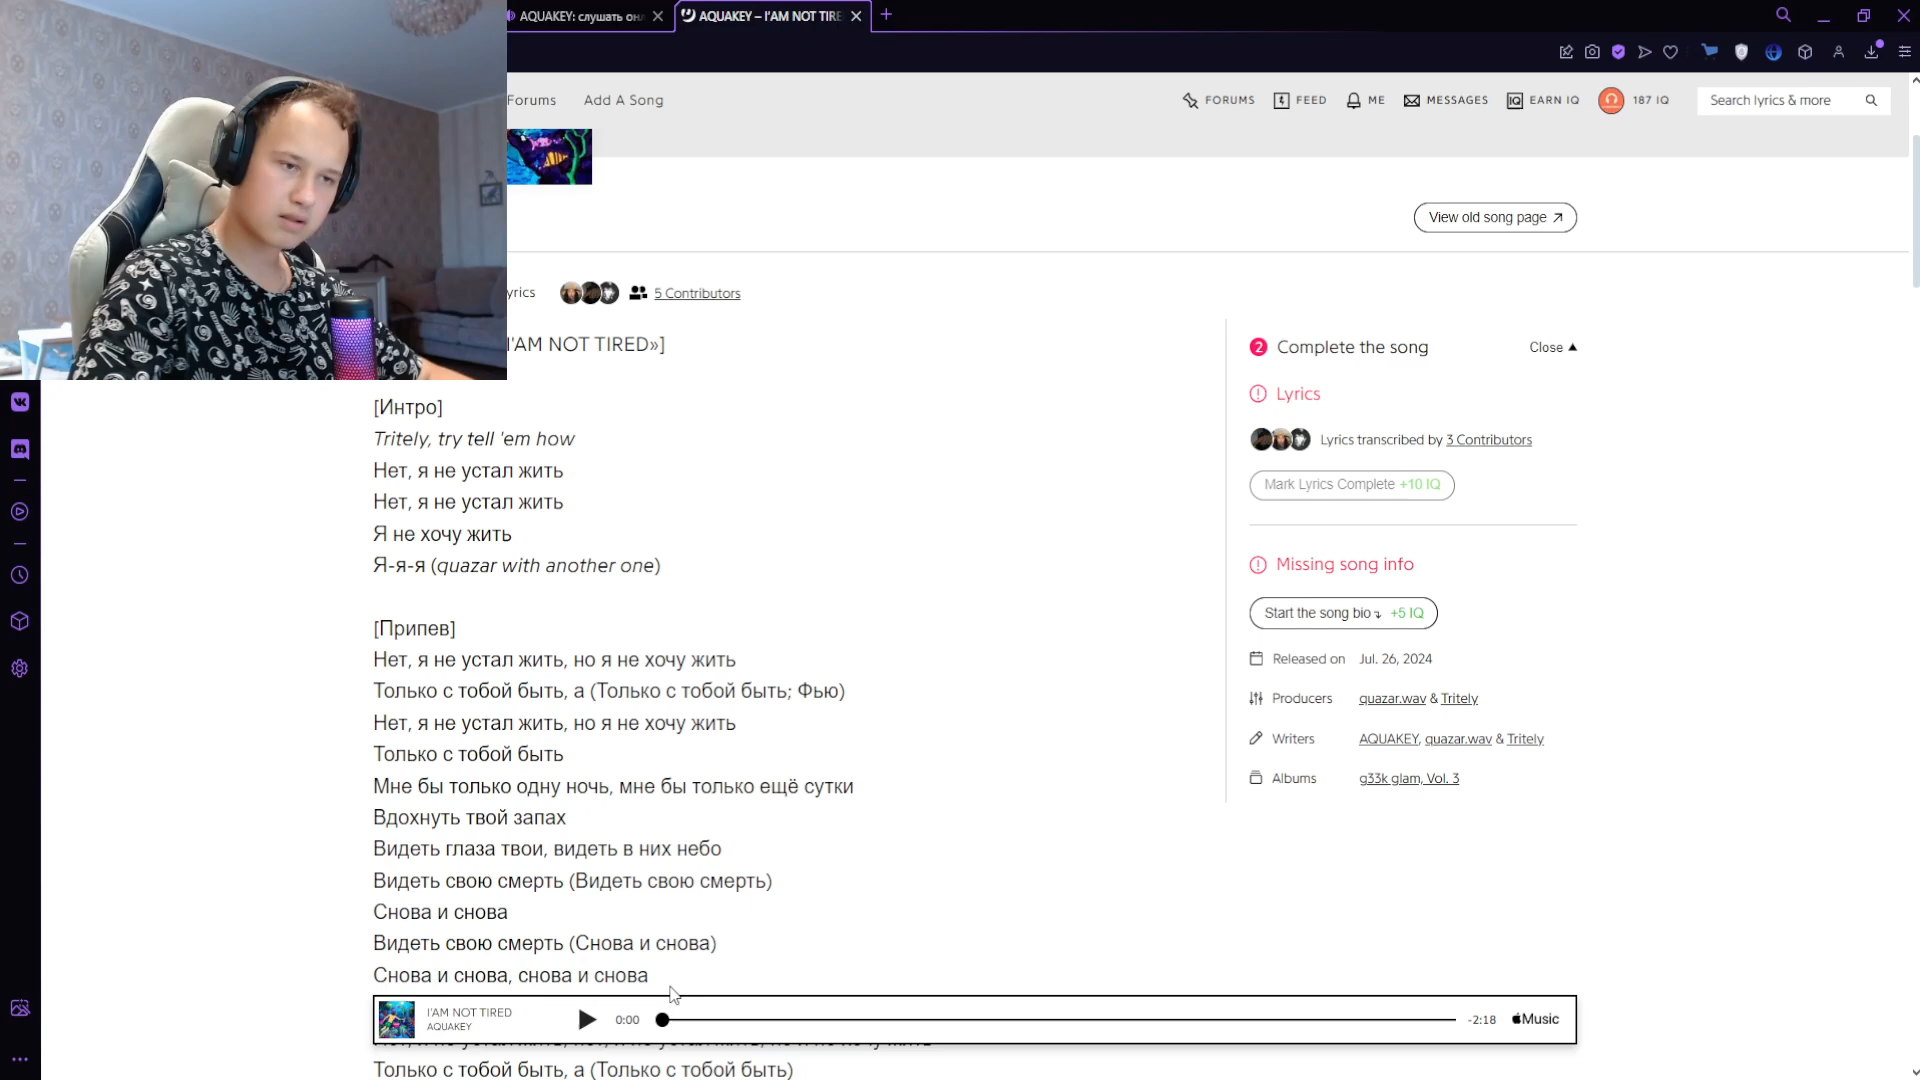 AQUAKEY: слушать онл
AQUAKEY – I'AM NOT TIRE
Forums
Add A Song
FORUMS
FEED
ME
MESSAGES
EARN IQ
187 IQ
Search lyrics & more
View old song page
yrics
5 Contributors
I'AM NOT TIRED»]
[Интро]
Tritely, try tell 'em how
Нет, я не устал жить
Нет, я не устал жить
Я не хочу жить
Я-я-я (quazar with another one)
[Припев]
Нет, я не устал жить, но я не хочу жить
Только с тобой быть, а (Только с тобой быть; Фью)
Нет, я не устал жить, но я не хочу жить
Только с тобой быть
Мне бы только одну ночь, мне бы только ещё сутки
Вдохнуть твой запах
Видеть глаза твои, видеть в них небо
Видеть свою смерть (Видеть свою смерть)
Снова и снова
Видеть свою смерть (Снова и снова)
Снова и снова, снова и снова
Только с тобой быть, а (Только с тобой быть)
2 Complete the song
Close
Lyrics
Lyrics transcribed by 3 Contributors
Mark Lyrics Complete +10 IQ
Missing song info
Start the song bio +5 IQ
Released on Jul. 26, 2024
Producers quazar.wav & Tritely
Writers AQUAKEY, quazar.wav & Tritely
Albums g33k glam, Vol. 3
I'AM NOT TIRED
AQUAKEY
0:00
-2:18
Music